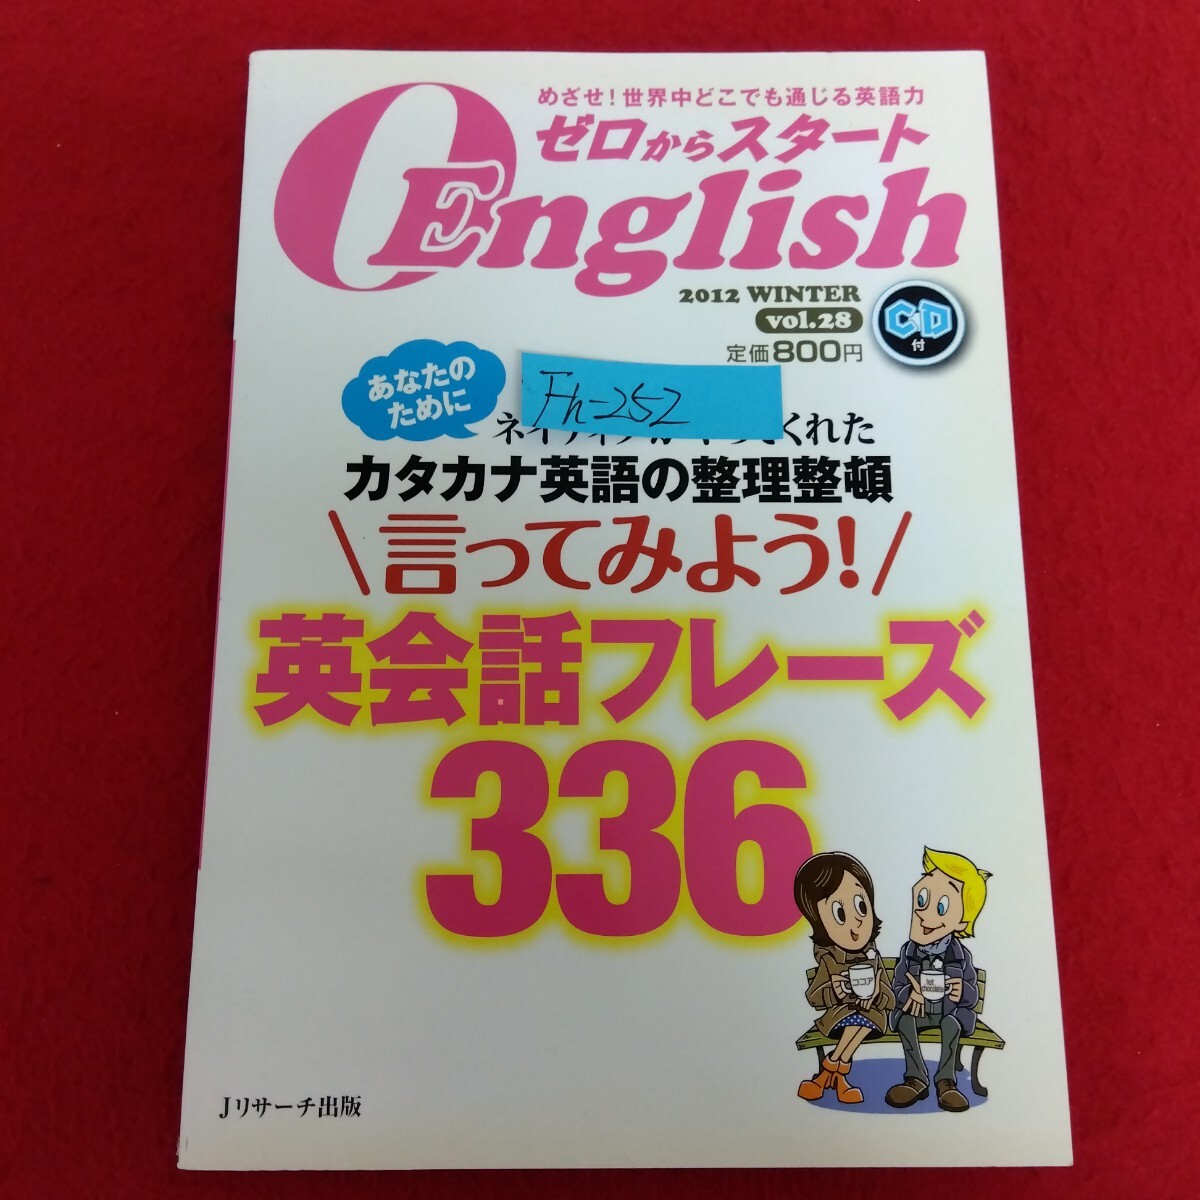 めざせ!世界中どこでも通じる英語力
ゼロからスタート
0English
2012 WINTER
vol.28
CD
付
定価800円
あなたの
ために
Fh-252
くれた
カタカナ英語の整理整頓
\言ってみよう!/
英会話フレーズ
336
ココア
hot
chocolate
Jリサーチ出版